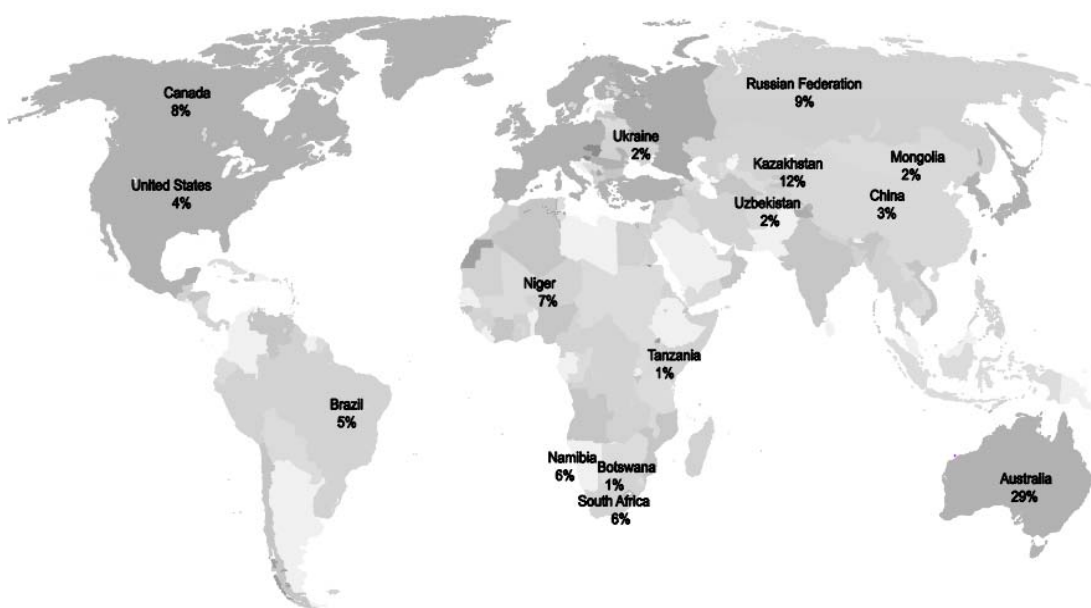 Canada
8%
Russian Federation
9%
Ukraine
2%
Kazakhstan
12%
Mongolia
2%
United States
4%
Uzbekistan
2%
China
3%
Niger
7%
Tanzania
1%
Brazil
5%
Namibia
6%
Botswana
1%
South Africa
6%
Australia
29%